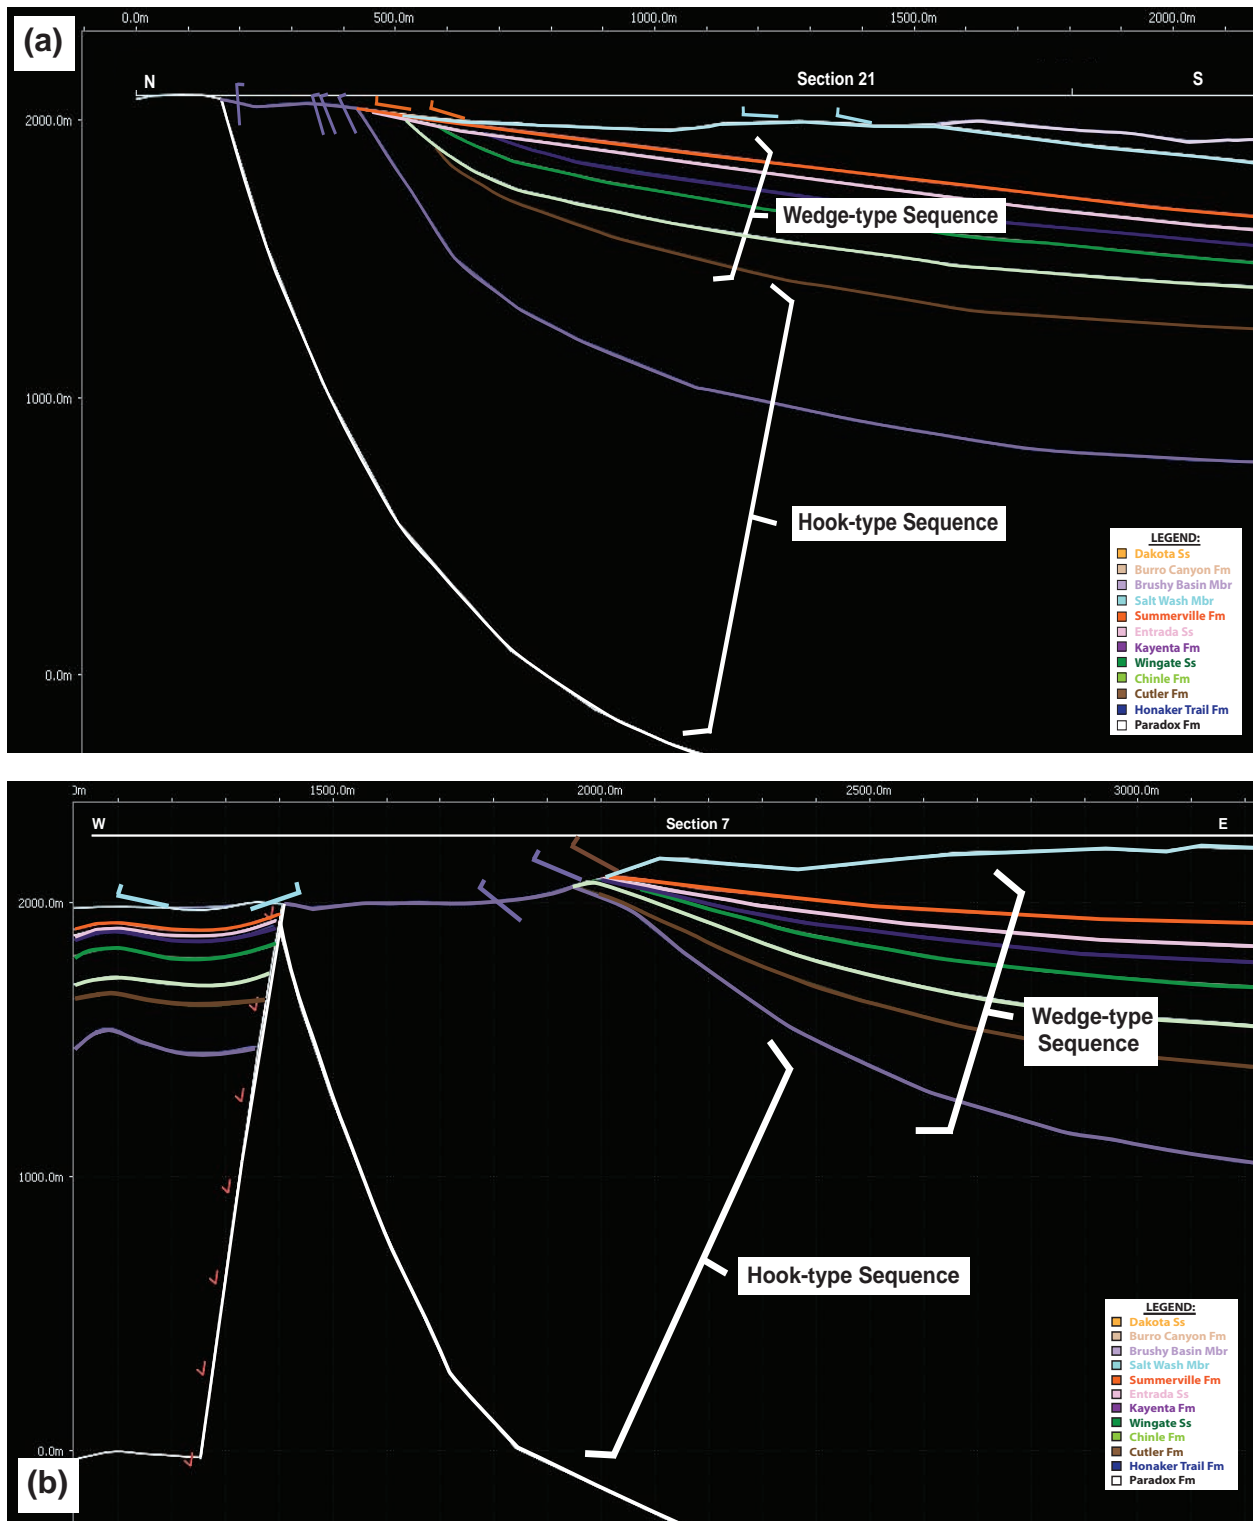 0.0m 500.0m 1000.0m 1500.0m 2000.0m
(a)
N Section 21 S
2000.0m
Wedge-type Sequence
1000.0m
Hook-type Sequence
LEGEND:
Dakota Ss
Burro Canyon Fm
Brushy Basin Mbr
Salt Wash Mbr
Summerville Fm
Entrada Ss
Kayenta Fm
Wingate Ss
Chinle Fm
Cutler Fm
Honaker Trail Fm
Paradox Fm
0.0m
0m 1500.0m 2000.0m 2500.0m 3000.0m
W Section 7 E
2000.0m
Wedge-type
Sequence
1000.0m
Hook-type Sequence
LEGEND:
Dakota Ss
Burro Canyon Fm
Brushy Basin Mbr
Salt Wash Mbr
Summerville Fm
Entrada Ss
Kayenta Fm
Wingate Ss
Chinle Fm
Cutler Fm
Honaker Trail Fm
Paradox Fm
0.0m
(b)